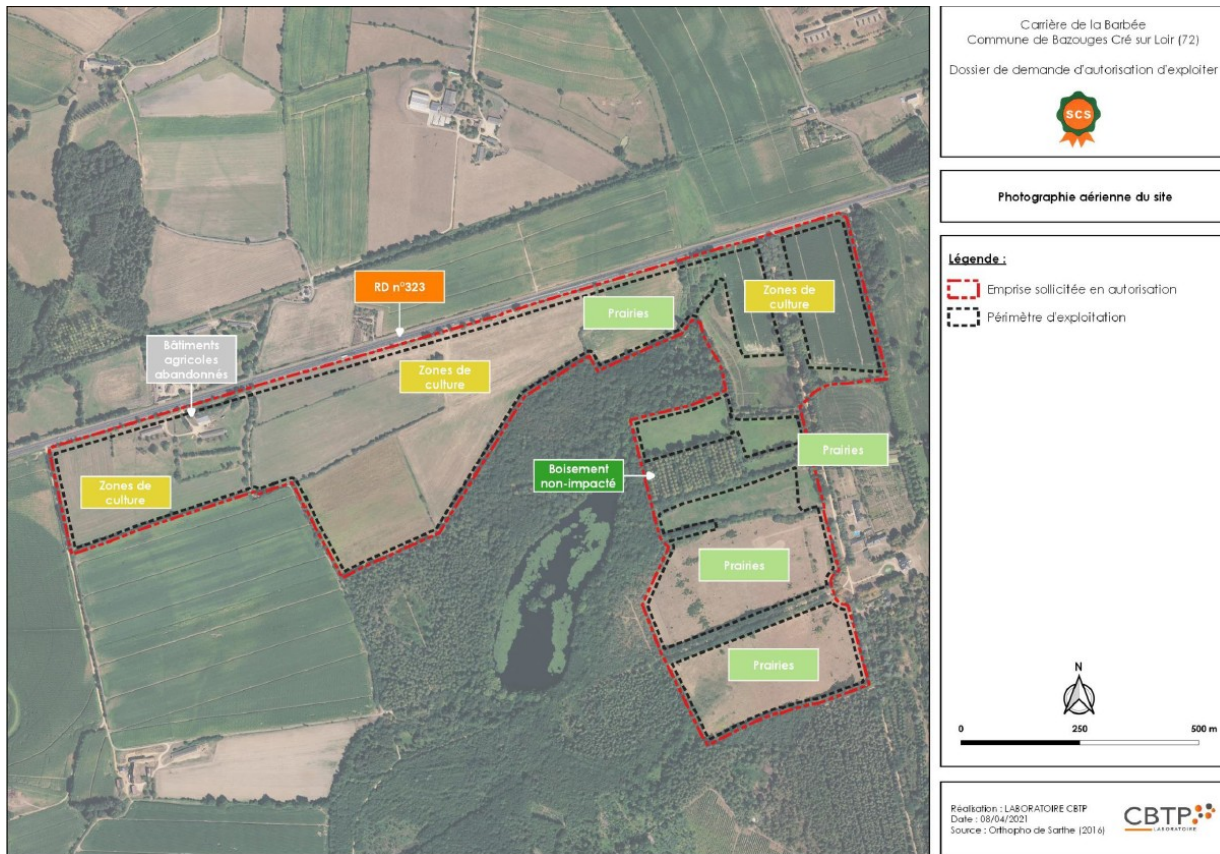 Carrière de la Barbée
Commune de Bazouges Cré sur Loir (72)
Dossier de demande d'autorisation d'exploiter
SCS
Photographie aérienne du site
Légende :
Emprise sollicitée en autorisation
Périmètre d'exploitation
RD n°323
Bâtiments
agricoles
abandonnés
Prairies
Zones de
culture
Zones de
culture
Zones de
culture
Prairies
Boisement
non-impacté
Prairies
Prairies
N
0
250
500 m
Réalisation : LABORATOIRE CBTP
Date : 08/04/2021
Source : Orthopho de Sarthe (2016)
CBTP
LABORATOIRE